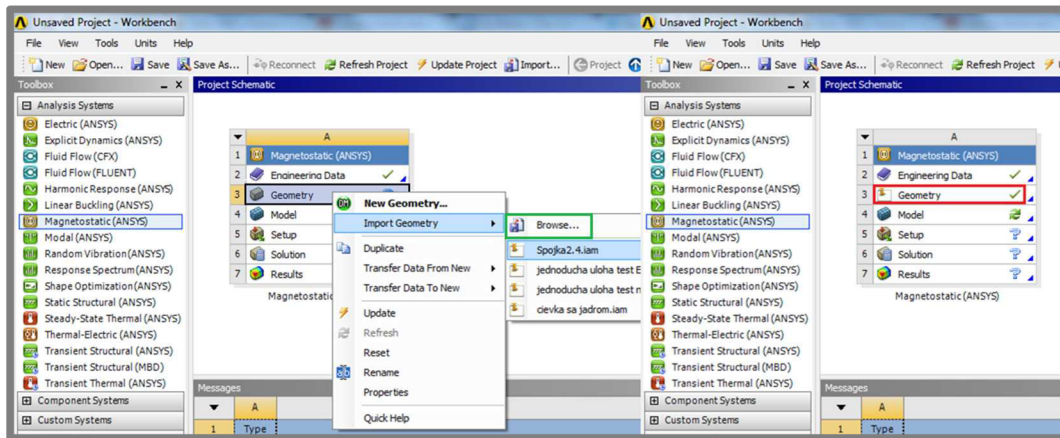 Unsaved Project - Workbench
File View Tools Units Help
New Open... Save Save As... Reconnect Refresh Project Update Project Import... Project
Toolbox
Project Schematic
Analysis Systems
Electric (ANSYS)
Explicit Dynamics (ANSYS)
Fluid Flow (CFX)
Fluid Flow (FLUENT)
Harmonic Response (ANSYS)
Linear Buckling (ANSYS)
Magnetostatic (ANSYS)
Modal (ANSYS)
Random Vibration (ANSYS)
Response Spectrum (ANSYS)
Shape Optimization (ANSYS)
Static Structural (ANSYS)
Steady-State Thermal (ANSYS)
Thermal-Electric (ANSYS)
Transient Structural (ANSYS)
Transient Structural (MBD)
Transient Thermal (ANSYS)
Component Systems
Custom Systems
A
1 Magnetostatic (ANSYS)
2 Engineering Data
3 Geometry
4 Model
5 Setup
6 Solution
7 Results
Magnetostatic
New Geometry...
Import Geometry
Duplicate
Transfer Data From New
Transfer Data To New
Update
Refresh
Reset
Rename
Properties
Quick Help
Browse...
Spojka2.4.iam
jednoducha uloha test
jednoducha uloha test
cievka sa jadrom.iam
Messages
A
1 Type
Unsaved Project - Workbench
File View Tools Units Help
New Open... Save Save As... Reconnect Refresh Project
Toolbox
Project Schematic
Analysis Systems
Electric (ANSYS)
Explicit Dynamics (ANSYS)
Fluid Flow (CFX)
Fluid Flow (FLUENT)
Harmonic Response (ANSYS)
Linear Buckling (ANSYS)
Magnetostatic (ANSYS)
Modal (ANSYS)
Random Vibration (ANSYS)
Response Spectrum (ANSYS)
Shape Optimization (ANSYS)
Static Structural (ANSYS)
Steady-State Thermal (ANSYS)
Thermal-Electric (ANSYS)
Transient Structural (ANSYS)
Transient Structural (MBD)
Transient Thermal (ANSYS)
Component Systems
Custom Systems
A
1 Magnetostatic (ANSYS)
2 Engineering Data
3 Geometry
4 Model
5 Setup
6 Solution
7 Results
Magnetostatic (ANSYS)
Messages
A
1 Type